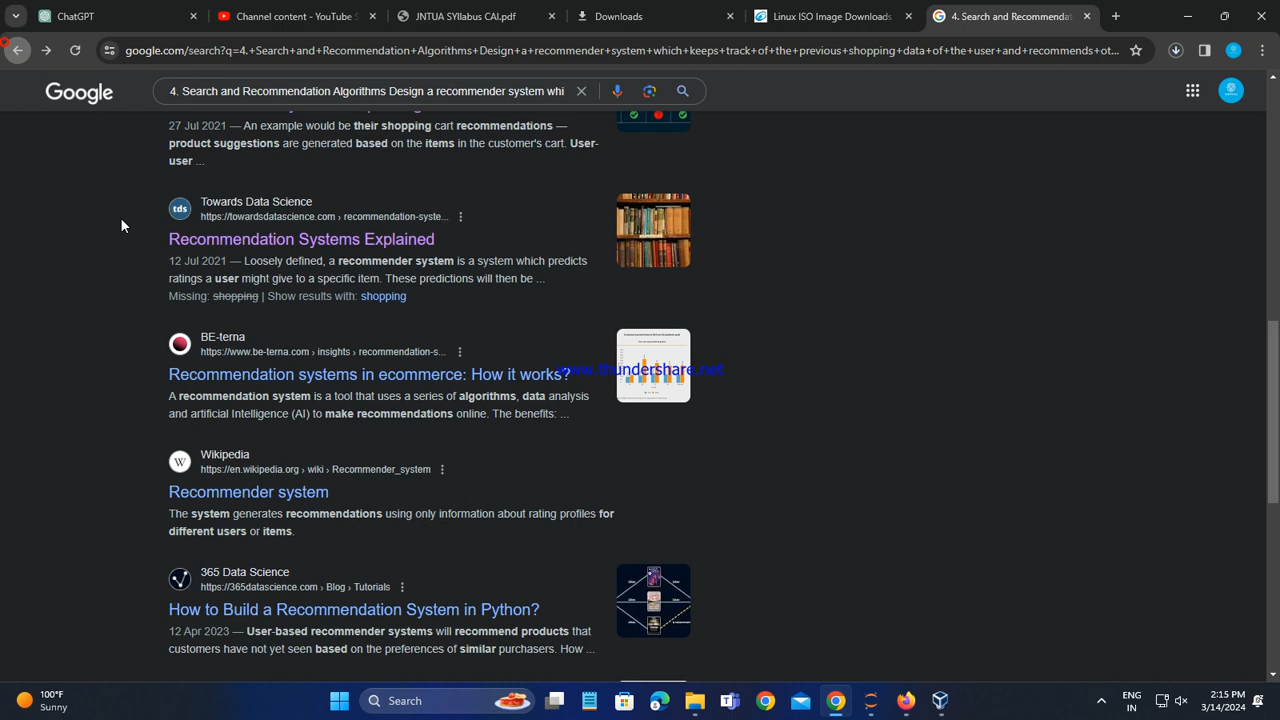 ChatGPT
Channel content - YouTube S
JNTUA SYllabus CAI.pdf
Downloads
Linux ISO Image Downloads
4. Search and Recommendat
google.com/search?q=4.+Search+and+Recommendation+Algorithms+Design+a+recommender+system+which+keeps+track+of+the+previous+shopping+data+of+the+user+and+recommends+ot...
Google
4. Search and Recommendation Algorithms Design a recommender system whi
27 Jul 2021 — An example would be their shopping cart recommendations —
product suggestions are generated based on the items in the customer's cart. User-
user ...
tds
Towards Data Science
https://towardsdatascience.com › recommendation-syste...
Recommendation Systems Explained
12 Jul 2021 — Loosely defined, a recommender system is a system which predicts
ratings a user might give to a specific item. These predictions will then be ...
Missing: shopping | Show results with: shopping
BE-terna
https://www.be-terna.com › insights › recommendation-s...
Recommendation systems in ecommerce: How it works?
www.thundershare.net
A recommendation system is a tool that uses a series of algorithms, data analysis
and artificial Intelligence (AI) to make recommendations online. The benefits: ...
W
Wikipedia
https://en.wikipedia.org › wiki › Recommender_system
Recommender system
The system generates recommendations using only information about rating profiles for
different users or items.
365 Data Science
https://365datascience.com › Blog › Tutorials
How to Build a Recommendation System in Python?
12 Apr 2023 — User-based recommender systems will recommend products that
customers have not yet seen based on the preferences of similar purchasers. How ...
100°F
Sunny
Search
ENG
IN
2:15 PM
3/14/2024